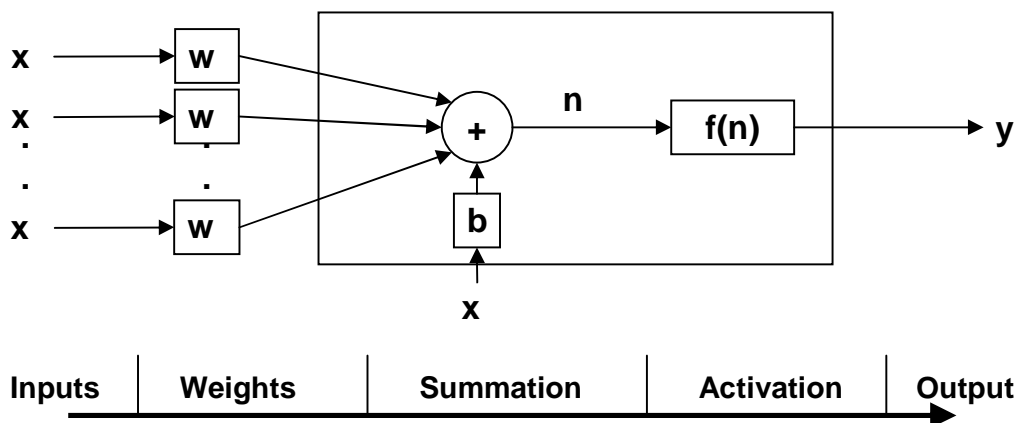 x w
n
x w + f(n) y
. .
. .
x w b
x
Inputs Weights Summation Activation Output